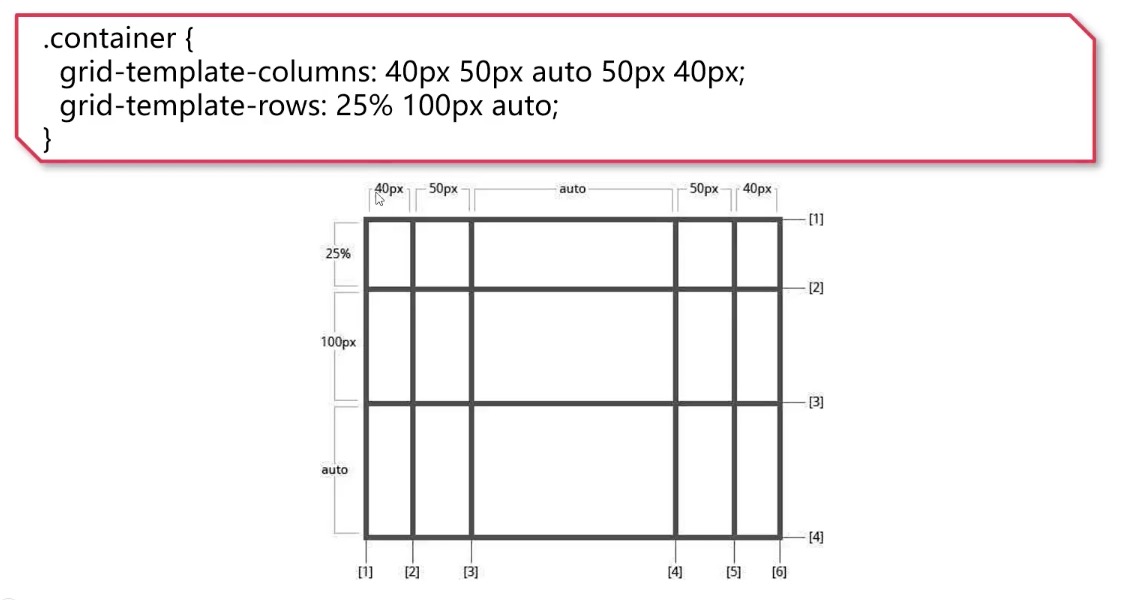 .container {
grid-template-columns: 40px 50px auto 50px 40px;
grid-template-rows: 25% 100px auto;
}
40px 50px auto 50px 40px
[1]
25%
[2]
100px
[3]
auto
[4]
[1] [2] [3] [4] [5] [6]